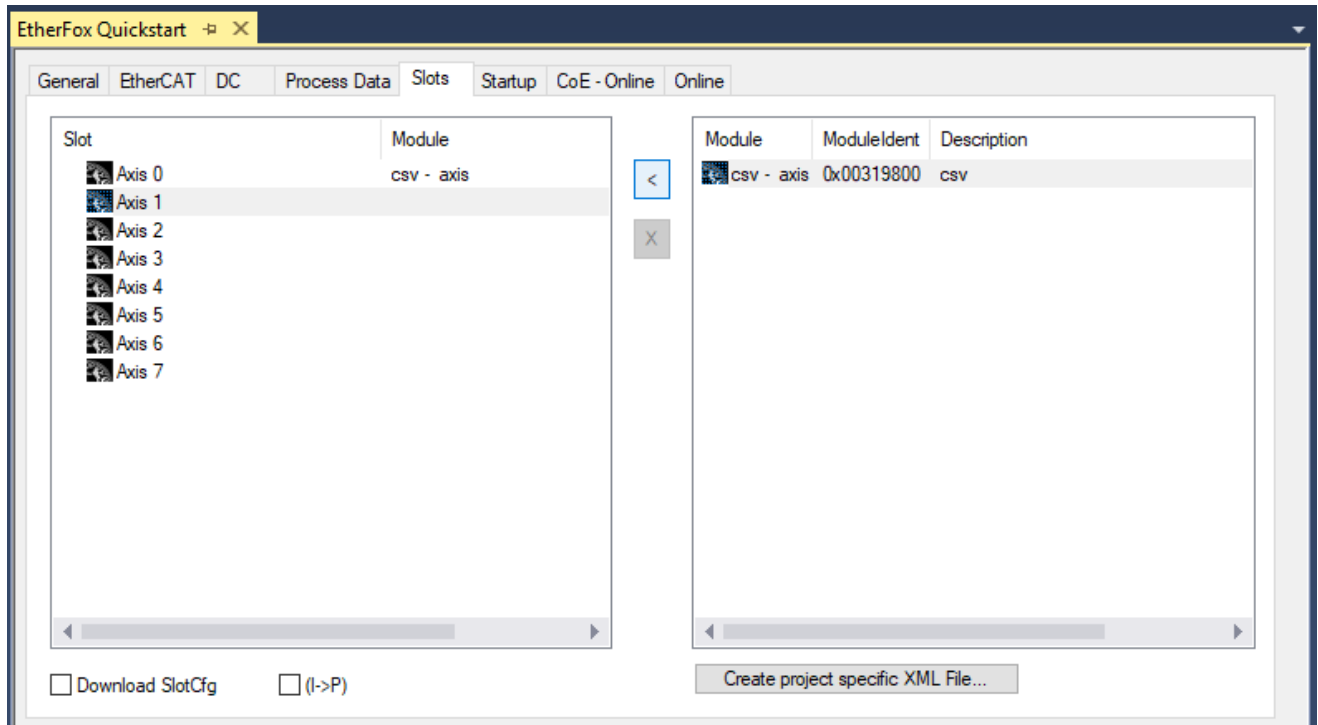 EtherFox Quickstart
General EtherCAT DC Process Data Slots Startup CoE - Online Online
Slot Module
Axis 0 csv - axis
Axis 1
Axis 2
Axis 3
Axis 4
Axis 5
Axis 6
Axis 7
<
X
Module ModuleIdent Description
csv - axis 0x00319800 csv
Download SlotCfg (I->P)
Create project specific XML File...